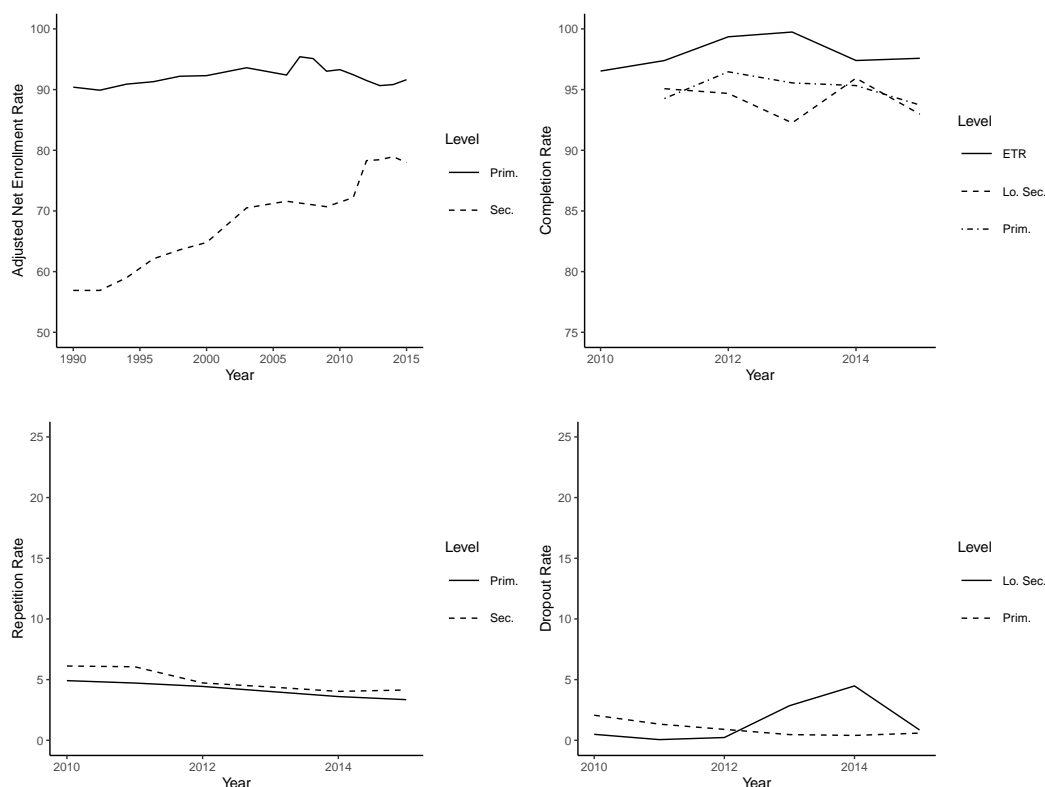 Adjusted Net Enrollment Rate
100
90
80
70
60
50
1990 1995 2000 2005 2010 2015
Year
Level
Prim.
Sec.
Completion Rate
100
95
90
85
80
75
2010 2012 2014
Year
Level
ETR
Lo. Sec.
Prim.
Repetition Rate
25
20
15
10
5
0
2010 2012 2014
Year
Level
Prim.
Sec.
Dropout Rate
25
20
15
10
5
0
2010 2012 2014
Year
Level
Lo. Sec.
Prim.